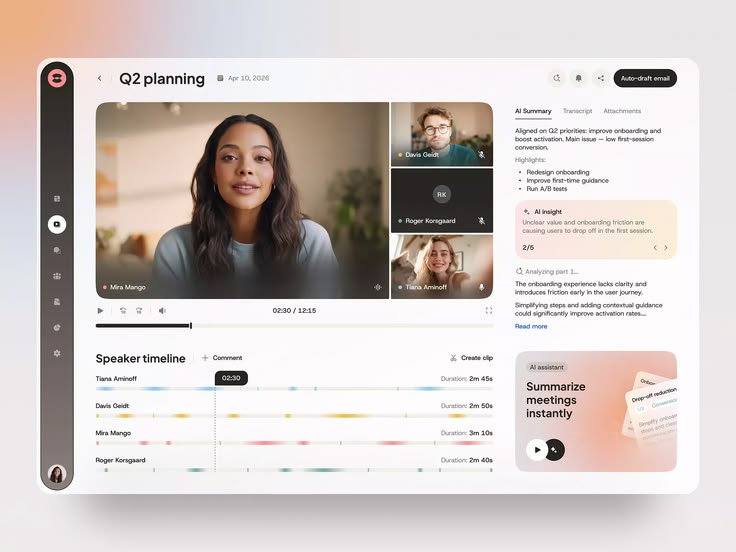 Q2 planning
Apr 10, 2026
Auto-draft email
Mira Mango
Davis Geidt
RK
Roger Korsgaard
Tiana Aminoff
02:30 / 12:15
Speaker timeline
Comment
Create clip
Tiana Aminoff
02:30
Duration: 2m 45s
Davis Geidt
Duration: 2m 50s
Mira Mango
Duration: 3m 10s
Roger Korsgaard
Duration: 2m 40s
AI Summary
Transcript
Attachments
Aligned on Q2 priorities: improve onboarding and
boost activation. Main issue — low first-session
conversion.
Highlights:
• Redesign onboarding
• Improve first-time guidance
• Run A/B tests
AI insight
Unclear value and onboarding friction are
causing users to drop off in the first session.
2/5
Analyzing part 1...
The onboarding experience lacks clarity and
introduces friction early in the user journey.
Simplifying steps and adding contextual guidance
could significantly improve activation rates....
Read more
AI assistant
Summarize
meetings
instantly
Drop-off reduction
UX